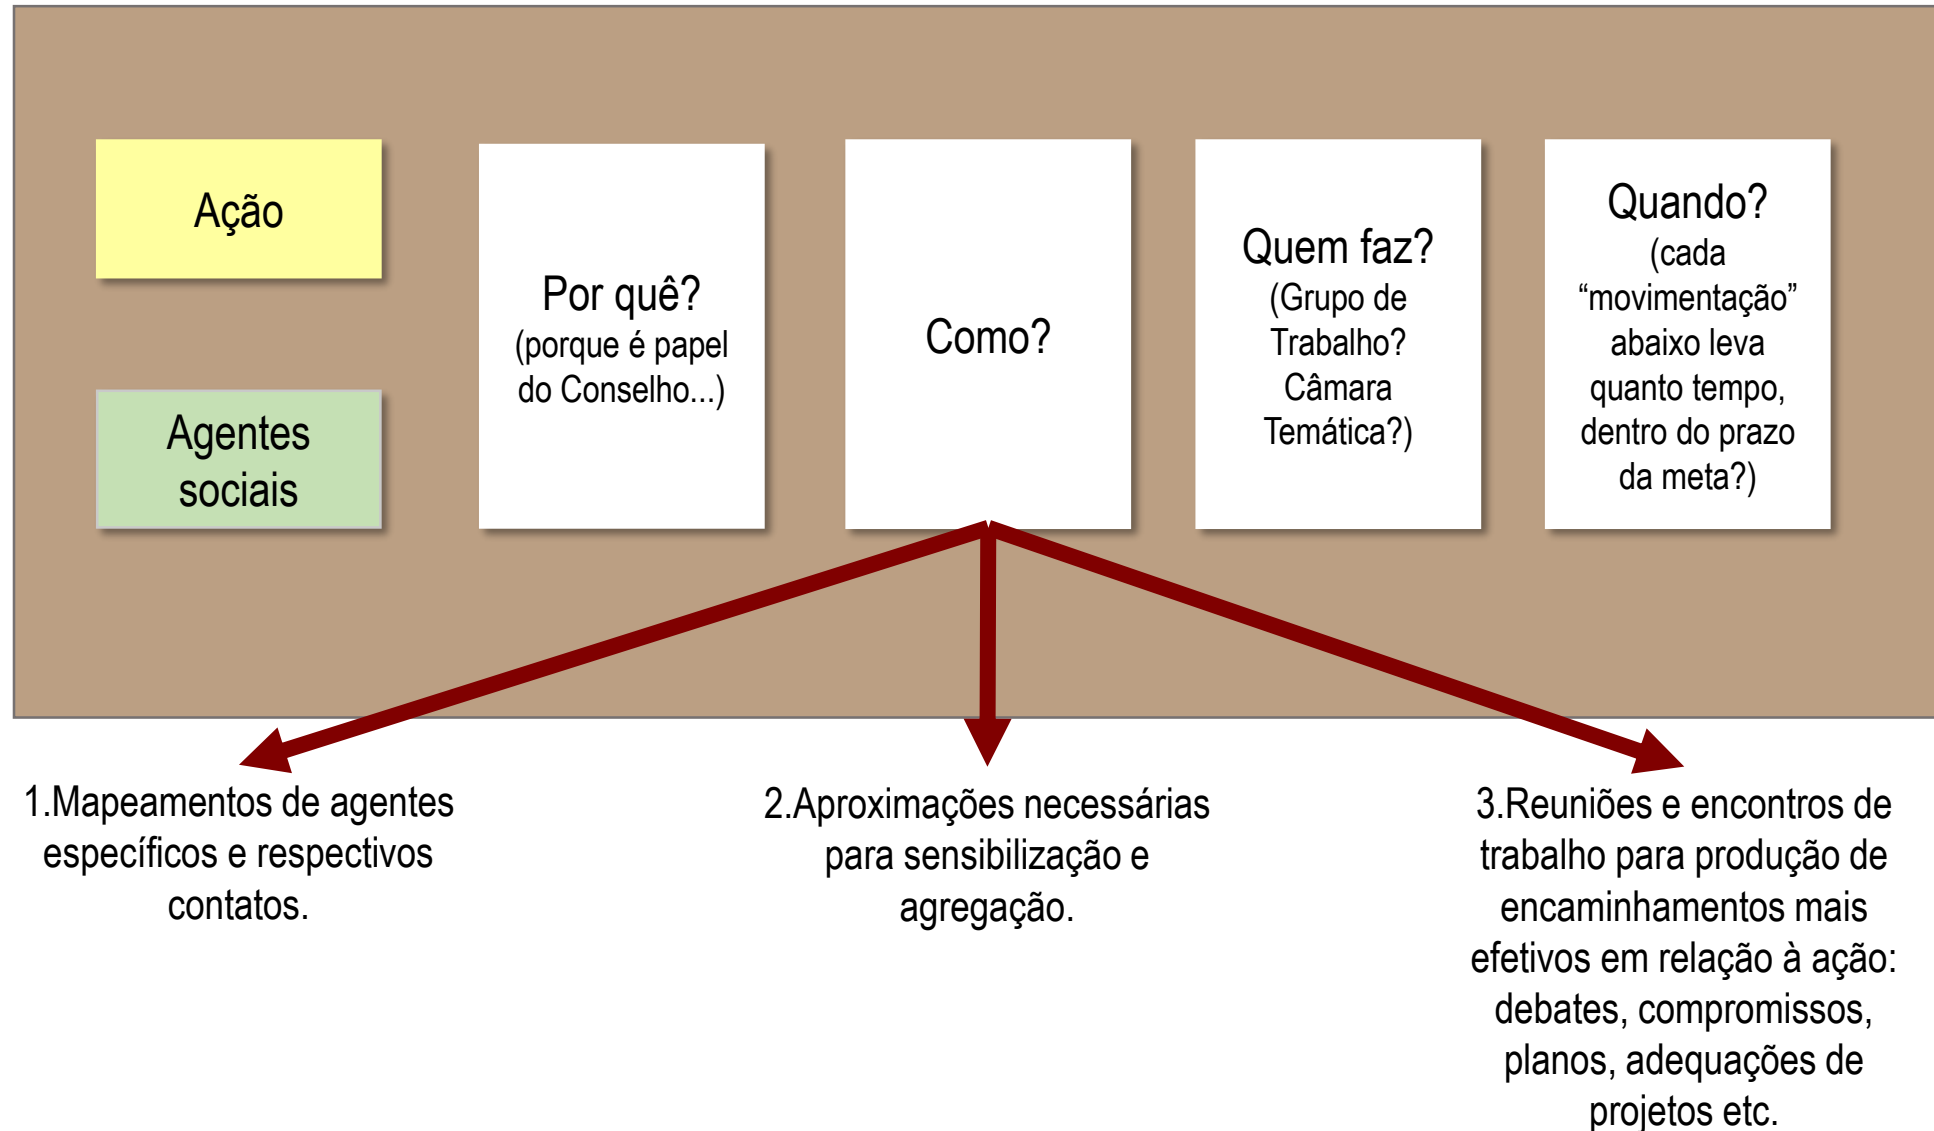 Ação
Agentes
sociais
Por quê?
(porque é papel
do Conselho...)
Como?
Quem faz?
(Grupo de
Trabalho?
Câmara
Temática?)
Quando?
(cada
“movimentação”
abaixo leva
quanto tempo,
dentro do prazo
da meta?)
1.Mapeamentos de agentes
específicos e respectivos
contatos.
2.Aproximações necessárias
para sensibilização e
agregação.
3.Reuniões e encontros de
trabalho para produção de
encaminhamentos mais
efetivos em relação à ação:
debates, compromissos,
planos, adequações de
projetos etc.